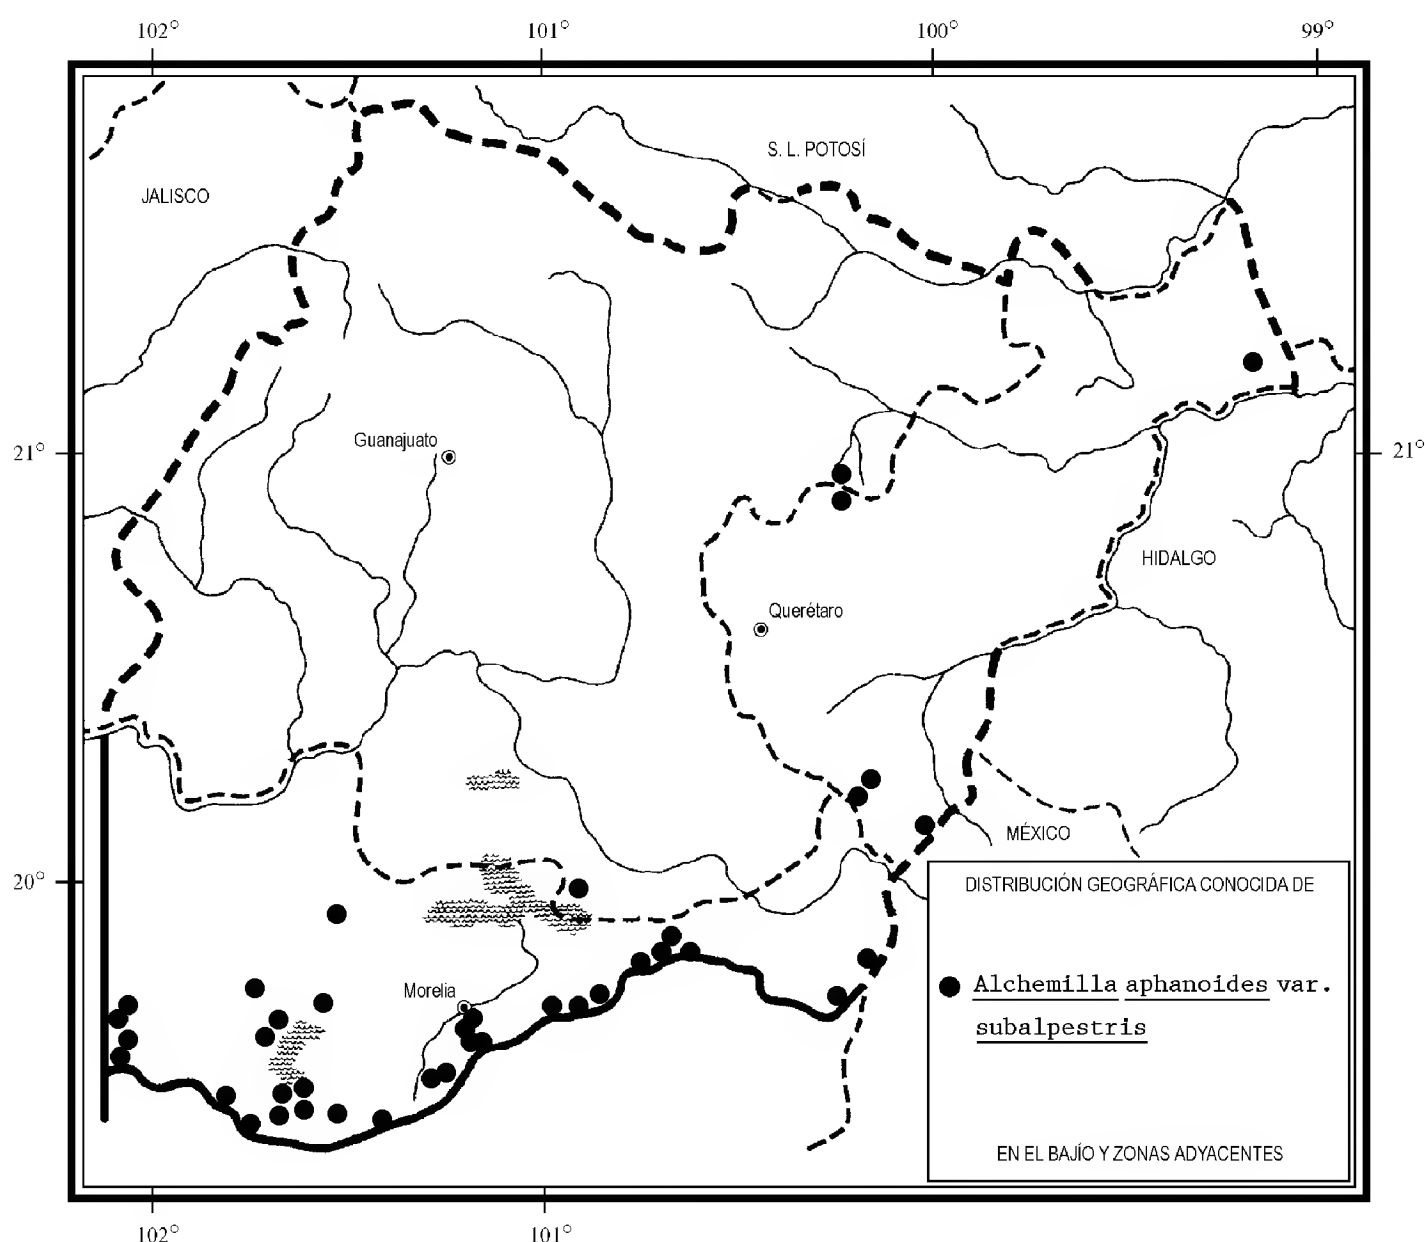 102° 101° 100° 99°
S. L. POTOSÍ
JALISCO
Guanajuato
21° 21°
HIDALGO
Querétaro
MÉXICO
20°
DISTRIBUCIÓN GEOGRÁFICA CONOCIDA DE
Alchemilla aphanoides var.
subalpestris
Morelia
EN EL BAJÍO Y ZONAS ADYACENTES
102° 101°